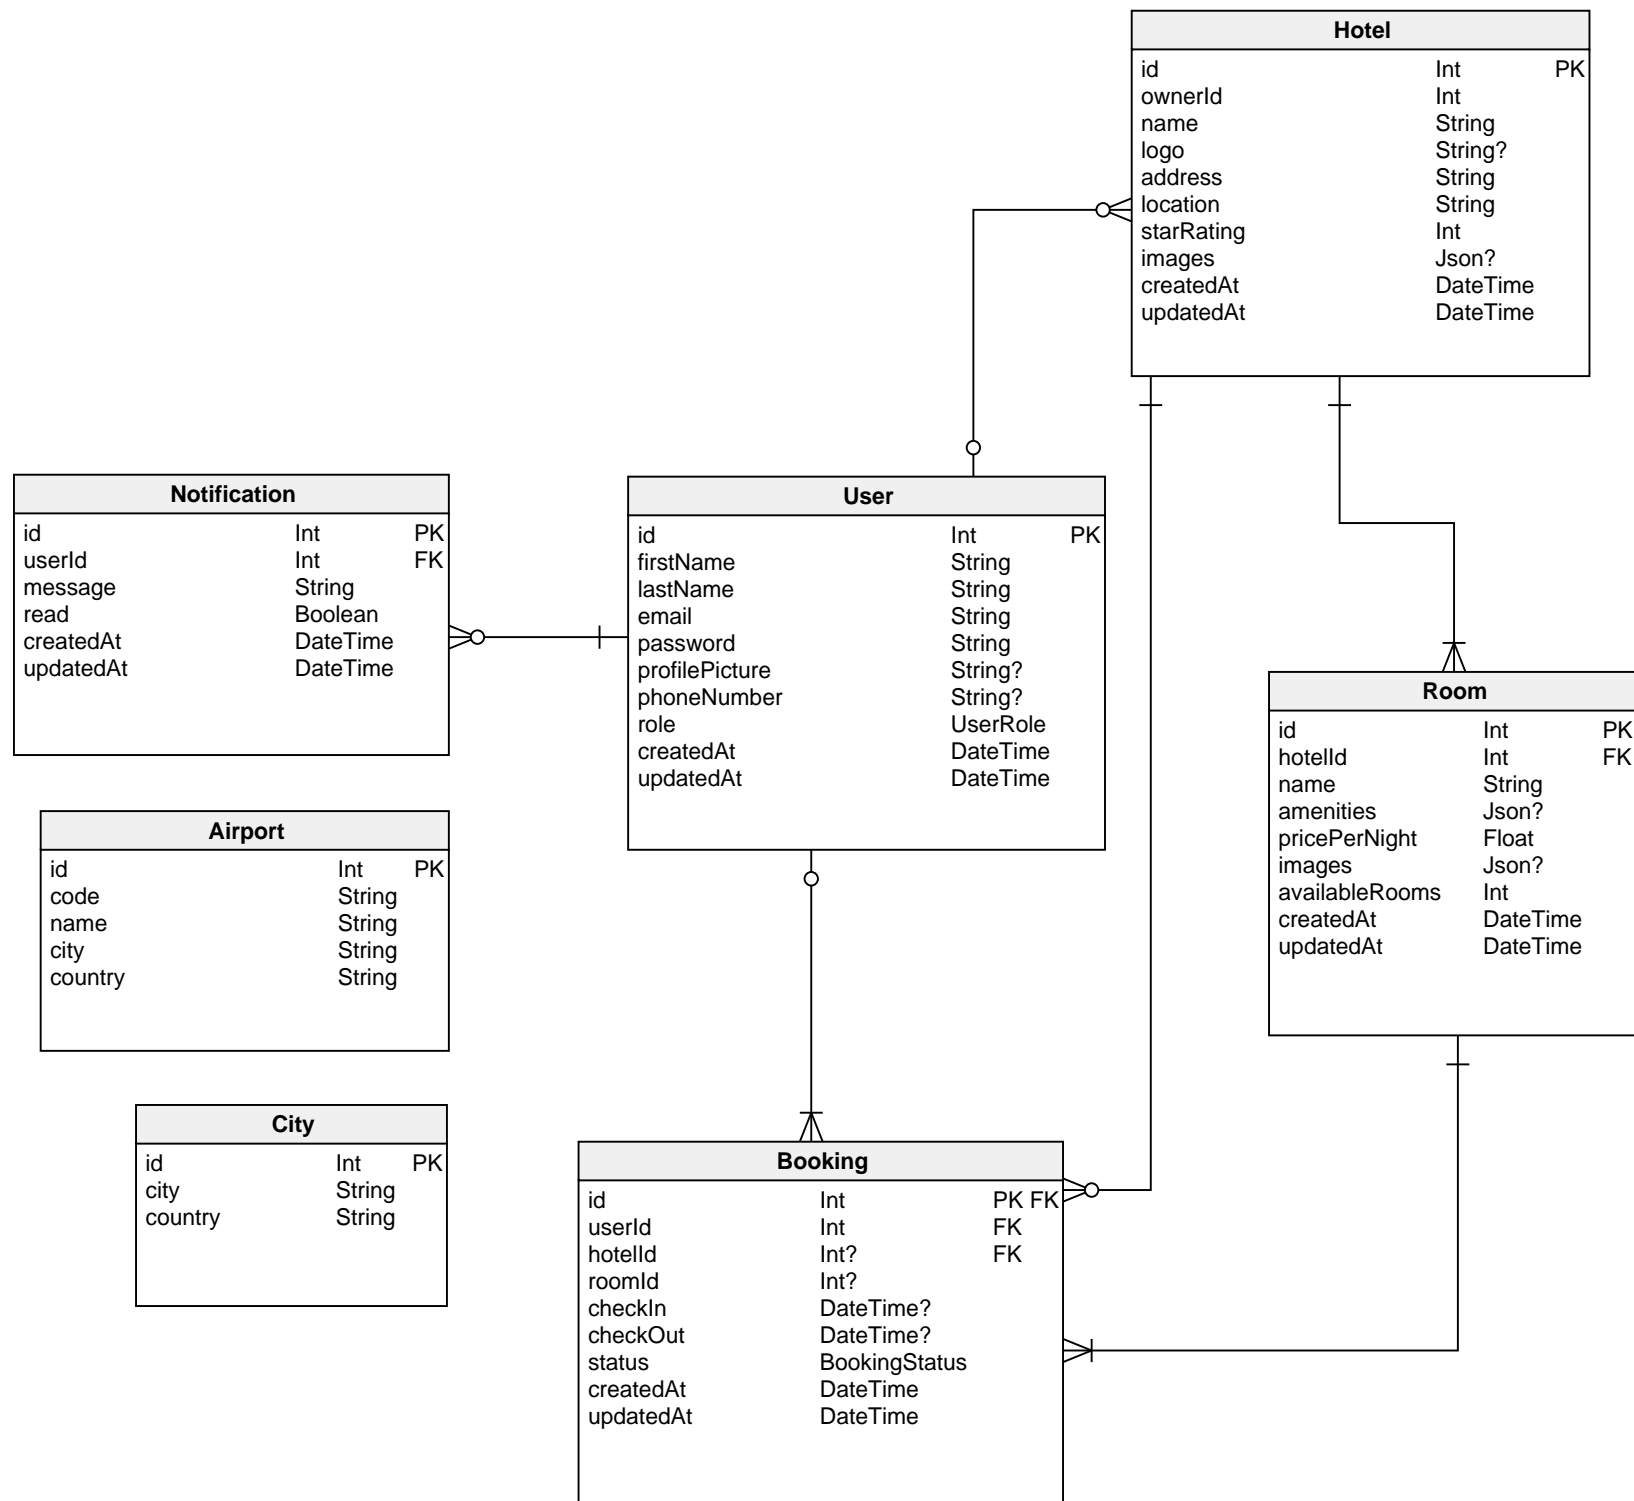 Hotel
id Int PK
ownerId Int
name String
logo String?
address String
location String
starRating Int
images Json?
createdAt DateTime
updatedAt DateTime
Notification
id Int PK
userId Int FK
message String
read Boolean
createdAt DateTime
updatedAt DateTime
User
id Int PK
firstName String
lastName String
email String
password String
profilePicture String?
phoneNumber String?
role UserRole
createdAt DateTime
updatedAt DateTime
Room
id Int PK
hotelId Int FK
name String
amenities Json?
pricePerNight Float
images Json?
availableRooms Int
createdAt DateTime
updatedAt DateTime
Airport
id Int PK
code String
name String
city String
country String
City
id Int PK
city String
country String
Booking
id Int PK FK
userId Int FK
hotelId Int? FK
roomId Int?
checkIn DateTime?
checkOut DateTime?
status BookingStatus
createdAt DateTime
updatedAt DateTime